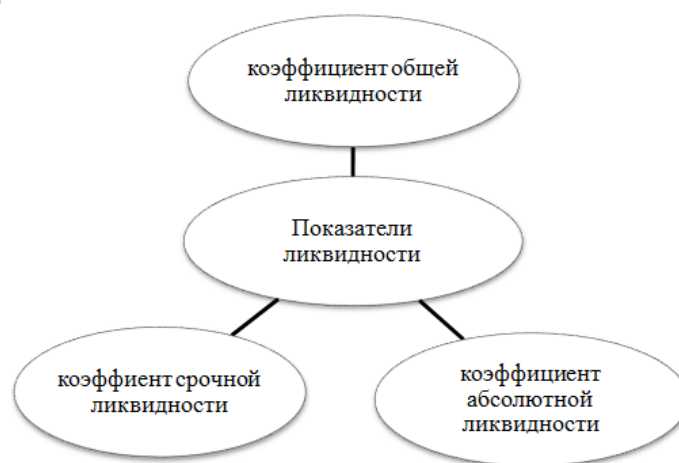 коэффициент общей
ликвидности
Показатели
ликвидности
коэффиент срочной
ликвидности
коэффициент
абсолютной
ликвидности